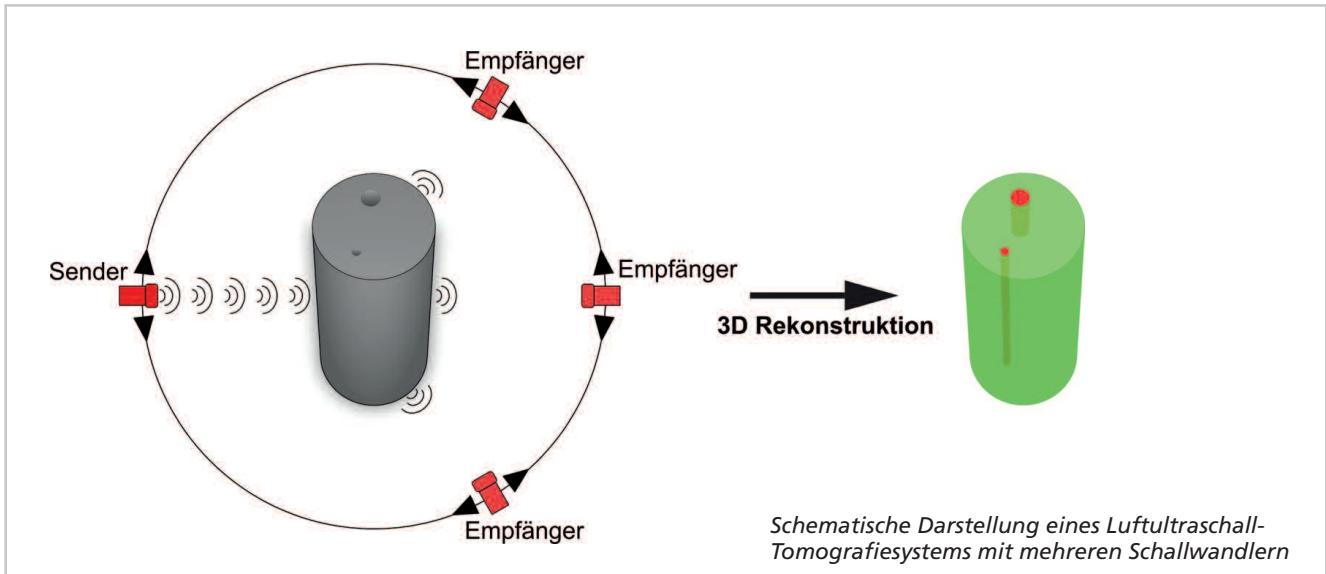 Empfänger
Sender
Empfänger
3D Rekonstruktion
Empfänger
Schematische Darstellung eines Luftultraschall-
Tomografiesystems mit mehreren Schallwandlern